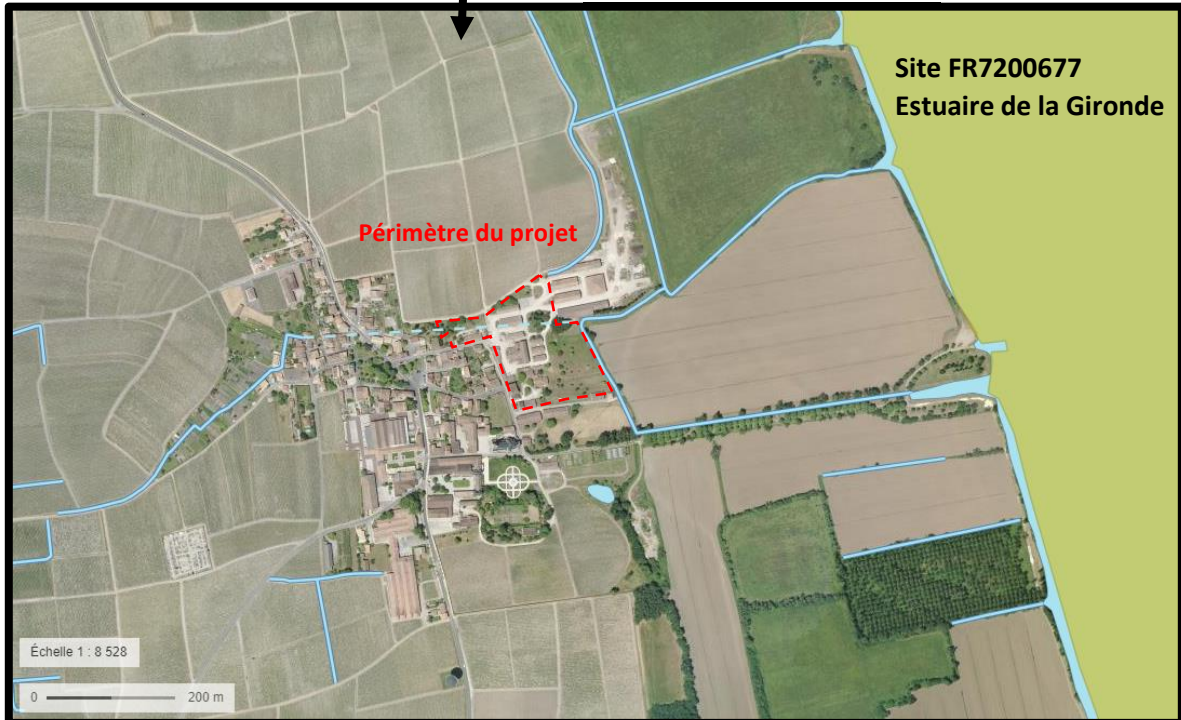 Site FR7200677
Estuaire de la Gironde
Périmètre du projet
Échelle 1 : 8 528
0 200 m